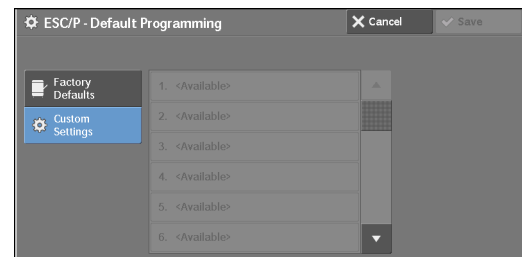 ESC/P - Default Programming
Cancel
Save
Factory
Defaults
Custom
Settings
1. <Available>
2. <Available>
3. <Available>
4. <Available>
5. <Available>
6. <Available>